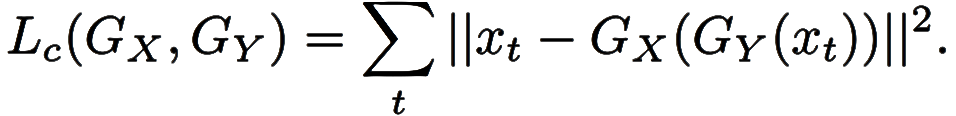 L_c(G_X, G_Y) = \sum_t ||x_t - G_X(G_Y(x_t))||^2.